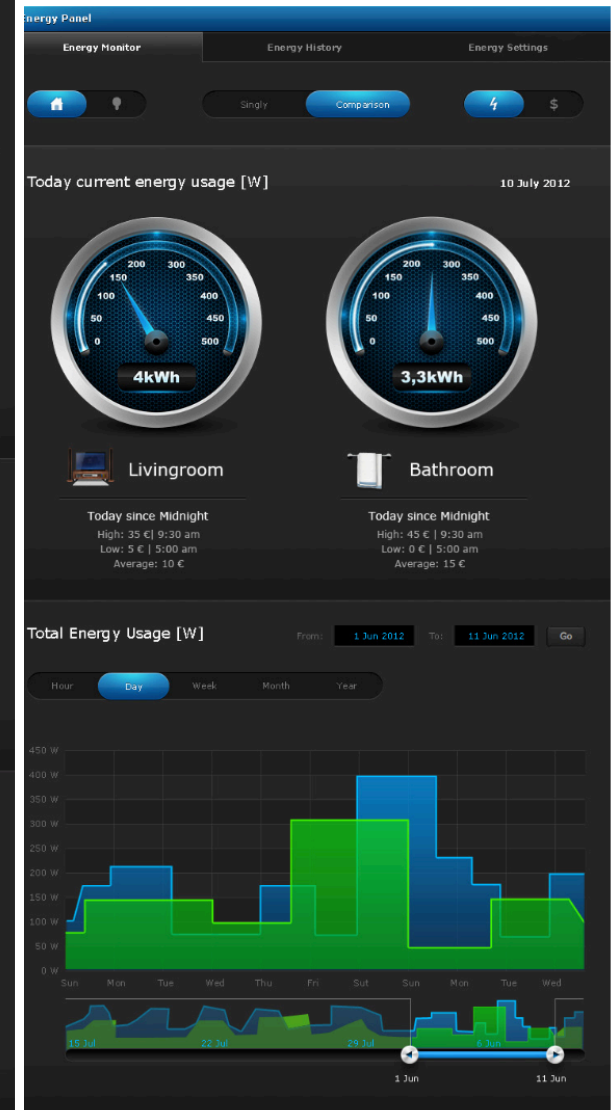 Energy Panel
Energy Monitor Energy History Energy Settings
Singly Comparison $
Today current energy usage [W] 10 July 2012
0 50 100 150 200 300 350 400 450 500
4kWh
0 50 100 150 200 300 350 400 450 500
3,3kWh
Livingroom Bathroom
Today since Midnight Today since Midnight
High: 35 €| 9:30 am High: 45 € | 9:30 am
Low: 5 € | 5:00 am Low: 0 € | 5:00 am
Average: 10 € Average: 15 €
Total Energy Usage [W] From: 1 Jun 2012 To: 11 Jun 2012 Go
Hour Day Week Month Year
450 W
400 W
350 W
300 W
250 W
200 W
150 W
100 W
50 W
0 W
Sun Mon Tue Wed Thu Fri Sut Sun Mon Tue Wed
15 Jul 22 Jul 29 Jul 6 Jun
1 Jun 11 Jun